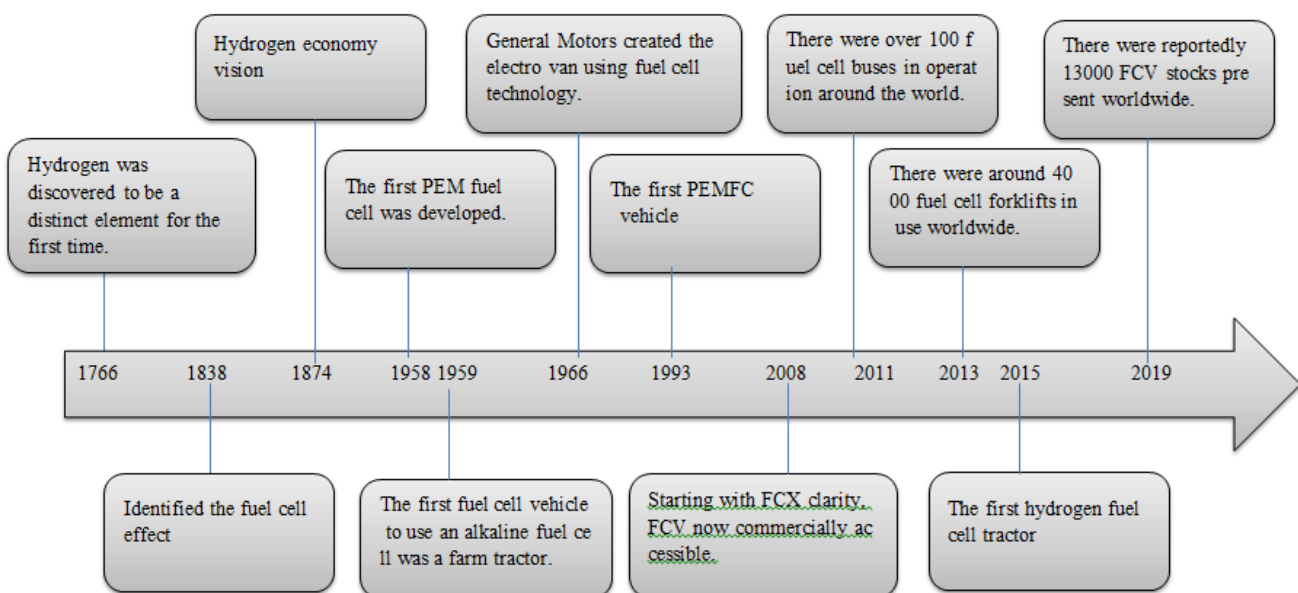 Hydrogen economy
vision
General Motors created the
electro van using fuel cell
technology.
There were over 100 f
uel cell buses in operat
ion around the world.
There were reportedly
13000 FCV stocks pre
sent worldwide.
Hydrogen was
discovered to be a
distinct element for the
first time.
The first PEM fuel
cell was developed.
The first PEMFC
vehicle
There were around 40
00 fuel cell forklifts in
use worldwide.
1766 1838 1874 1958 1959 1966 1993 2008 2011 2013 2015 2019
Identified the fuel cell
effect
The first fuel cell vehicle
to use an alkaline fuel ce
ll was a farm tractor.
Starting with FCX clarity,
FCV now commercially ac
cessible.
The first hydrogen fuel
cell tractor